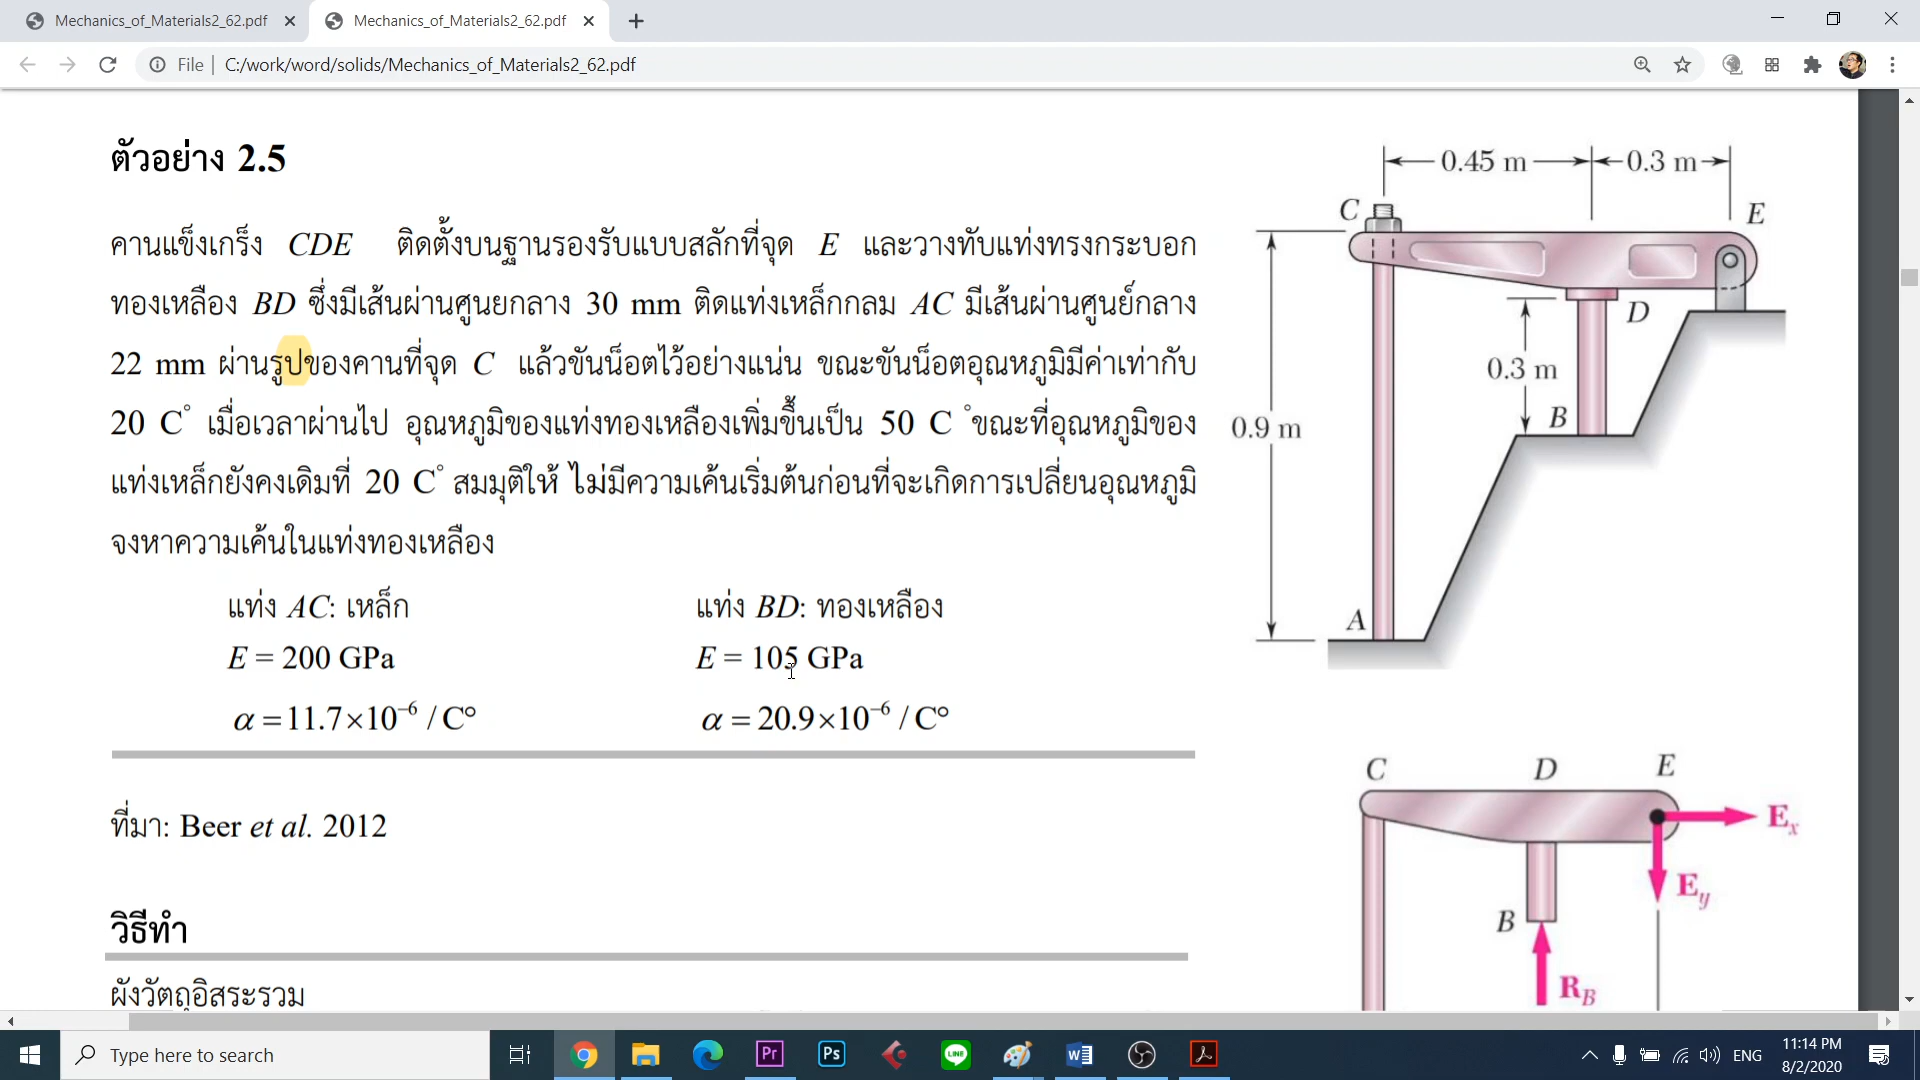 Mechanics_of_Materials2_62.pdf
Mechanics_of_Materials2_62.pdf
File
C:/work/word/solids/Mechanics_of_Materials2_62.pdf
ตัวอย่าง 2.5
คานแข็งเกร็ง CDE ติดตั้งบนฐานรองรับแบบสลักที่จุด E และวางทับแท่งทรงกระบอก
ทองเหลือง BD ซึ่งมีเส้นผ่านศูนยกลาง 30 mm ติดแท่งเหล็กกลม AC มีเส้นผ่านศูนย์กลาง
22 mm ผ่านรูปของคานที่จุด C แล้วขันน็อตไว้อย่างแน่น ขณะขันน็อตอุณหภูมิมีค่าเท่ากับ
20 C° เมื่อเวลาผ่านไป อุณหภูมิของแท่งทองเหลืองเพิ่มขึ้นเป็น 50 C °ขณะที่อุณหภูมิของ
แท่งเหล็กยังคงเดิมที่ 20 C° สมมุติให้ ไม่มีความเค้นเริ่มต้นก่อนที่จะเกิดการเปลี่ยนอุณหภูมิ
จงหาความเค้นในแท่งทองเหลือง
แท่ง AC: เหล็ก
แท่ง BD: ทองเหลือง
E = 200 GPa
E = 105 GPa
α = 11.7×10⁻⁶ / C°
α = 20.9×10⁻⁶ / C°
ที่มา: Beer et al. 2012
วิธีทำ
ผังวัตถุอิสระรวม
0.45 m
0.3 m
C
E
D
0.3 m
B
0.9 m
A
C
D
E
Eₓ
E_y
B
R_B
Type here to search
Pr
Ps
LINE
ENG
11:14 PM
8/2/2020